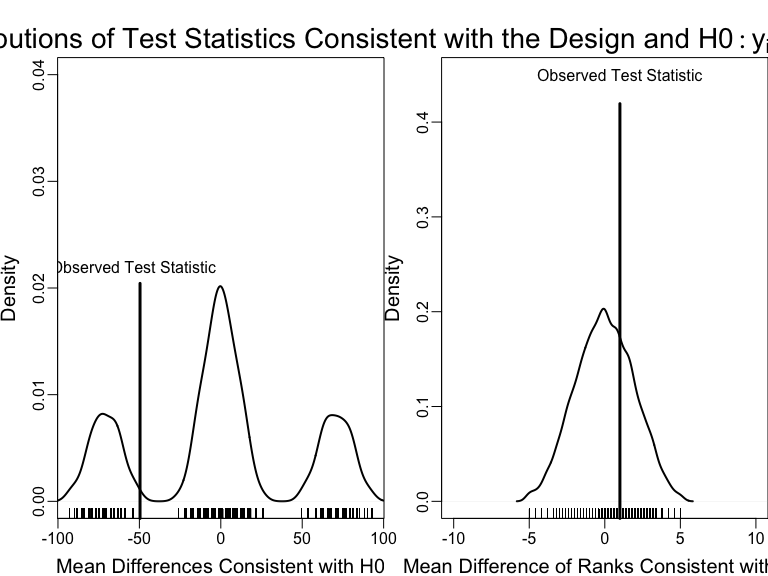 butions of Test Statistics Consistent with the Design and H0 : yi
Observed Test Statistic
Density
0.00 0.01 0.02 0.03 0.04
-100 -50 0 50 100
Mean Differences Consistent with H0
Observed Test Statistic
Density
0.0 0.1 0.2 0.3 0.4
-10 -5 0 5 10
Mean Difference of Ranks Consistent with